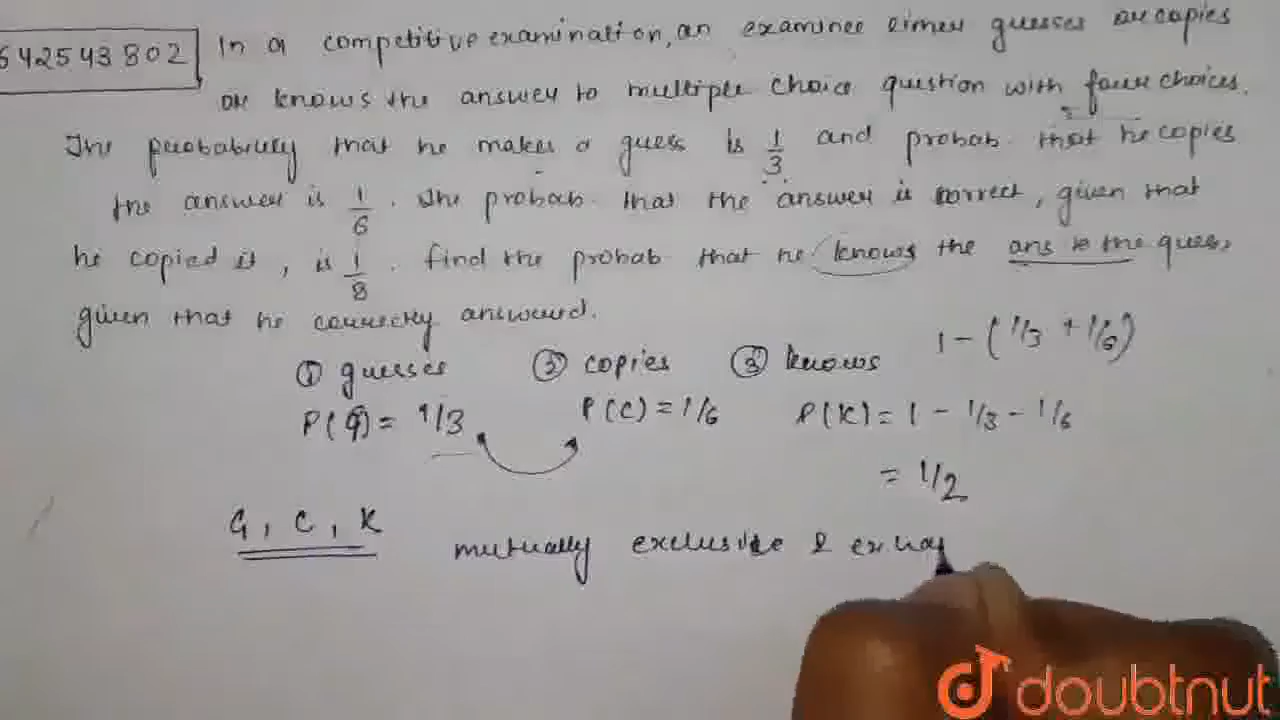 642543802 In a competitive examination, an examinee either guesses or copies
or knows the answer to multiple choice question with four choices.
The probability that he makes a guess is 1/3 and probab. that he copies
the answer is 1/6. The probab. that the answer is correct, given that
he copied it, is 1/8. find the probab that he knows the ans to the ques,
given that he correctly answered.
1 - (1/3 + 1/6)
① guesses ② copies ③ knows
P(G) = 1/3 P(C) = 1/6 P(K) = 1 - 1/3 - 1/6
= 1/2
G, C, K
mutually exclusive & exhau
doubtnut